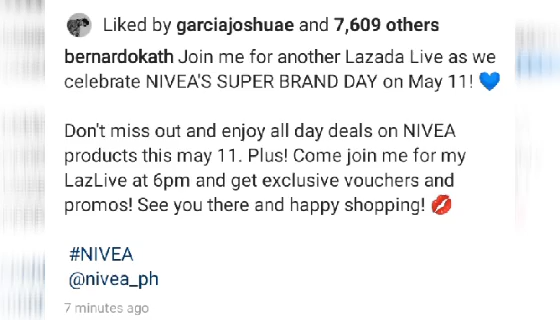 Liked by garciajoshuae and 7,609 others
bernardokath Join me for another Lazada Live as we
celebrate NIVEA'S SUPER BRAND DAY on May 11! 💙
Don't miss out and enjoy all day deals on NIVEA
products this may 11. Plus! Come join me for my
LazLive at 6pm and get exclusive vouchers and
promos! See you there and happy shopping! 💋
#NIVEA
@nivea_ph
7 minutes ago